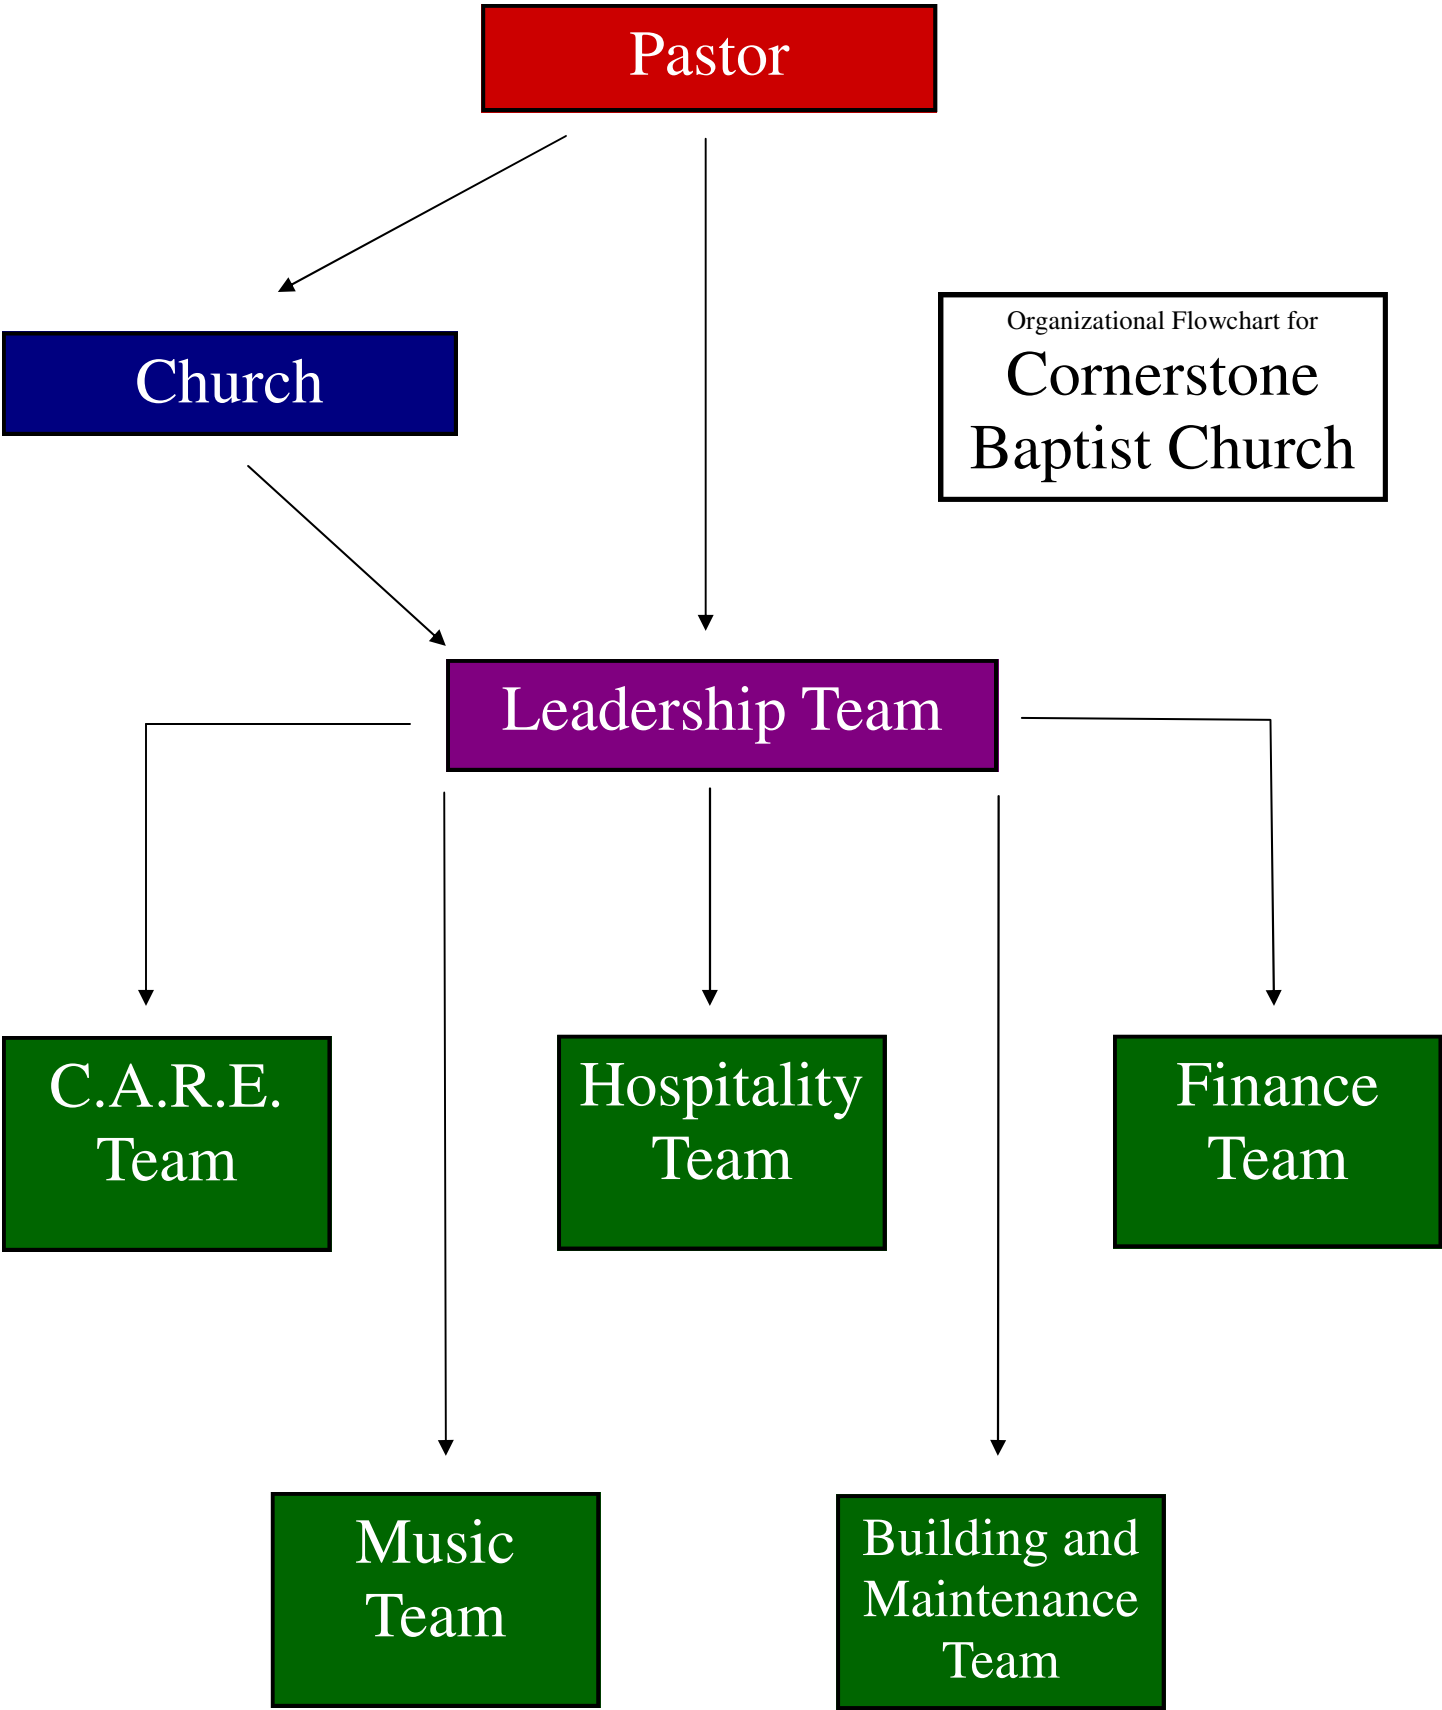 Pastor
Organizational Flowchart for
Cornerstone
Baptist Church
Church
Leadership Team
C.A.R.E.
Team
Hospitality
Team
Finance
Team
Music
Team
Building and
Maintenance
Team